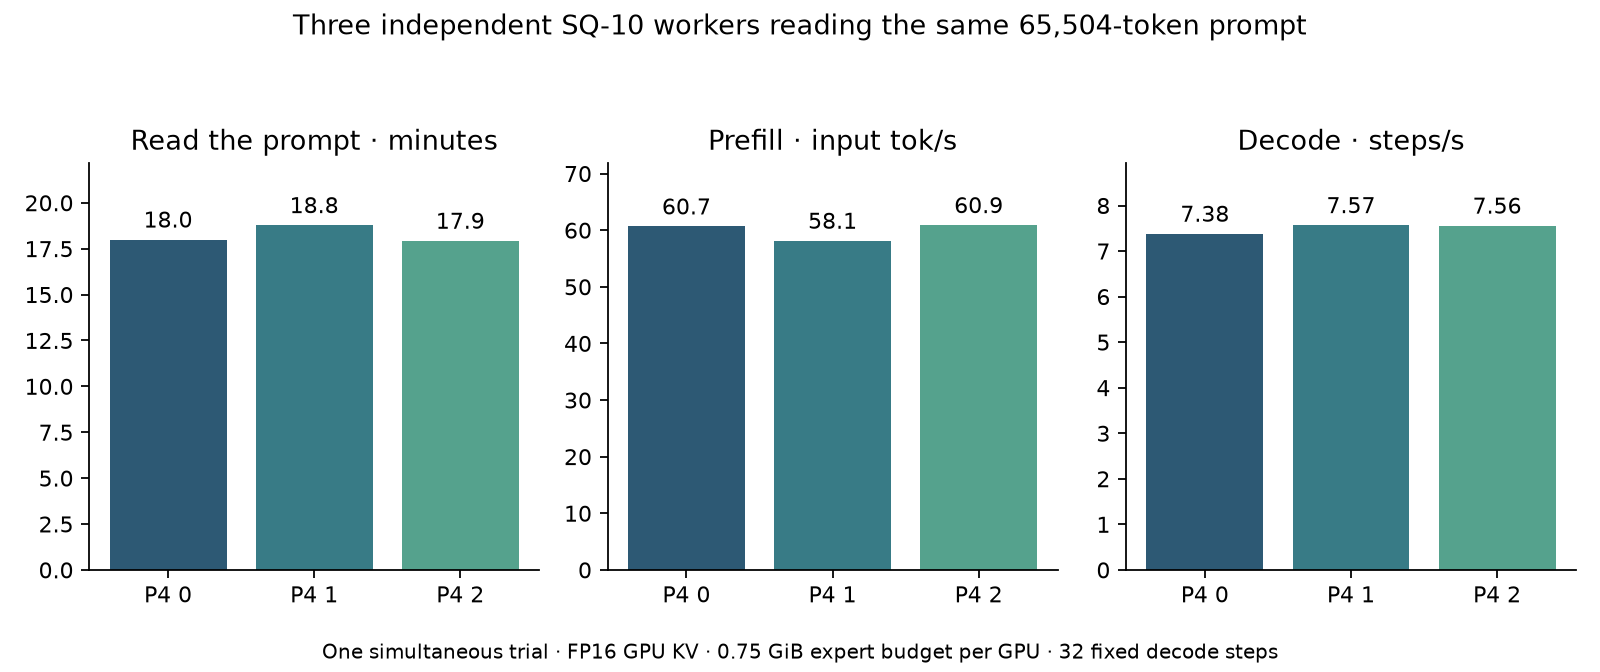 Three independent SQ-10 workers reading the same 65,504-token prompt
Read the prompt · minutes
20.0
17.5
15.0
12.5
10.0
7.5
5.0
2.5
0.0
18.0
18.8
17.9
P4 0
P4 1
P4 2
Prefill · input tok/s
70
60
50
40
30
20
10
0
60.7
58.1
60.9
P4 0
P4 1
P4 2
Decode · steps/s
8
7
6
5
4
3
2
1
0
7.38
7.57
7.56
P4 0
P4 1
P4 2
One simultaneous trial · FP16 GPU KV · 0.75 GiB expert budget per GPU · 32 fixed decode steps